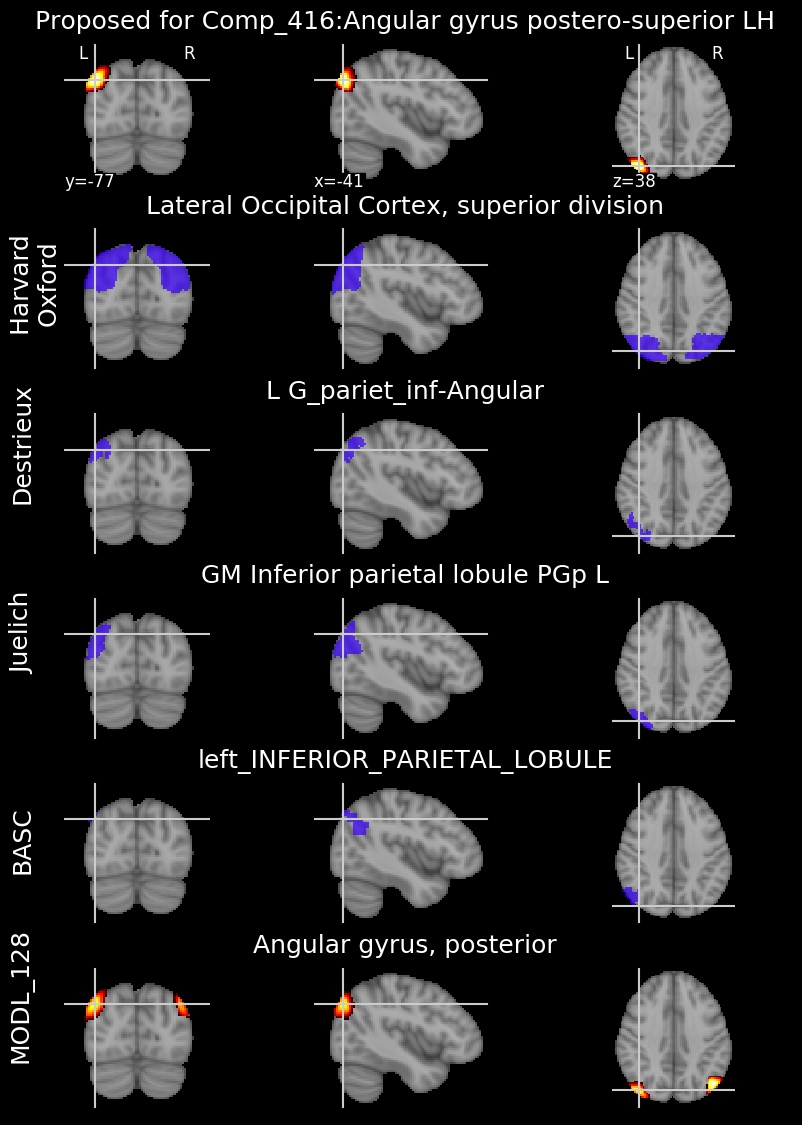 Proposed for Comp_416:Angular gyrus postero-superior LH
L R L R
y=-77 x=-41 z=38
Lateral Occipital Cortex, superior division
Harvard
Oxford
L G_pariet_inf-Angular
Destrieux
GM Inferior parietal lobule PGp L
Juelich
left_INFERIOR_PARIETAL_LOBULE
BASC
Angular gyrus, posterior
MODL_128